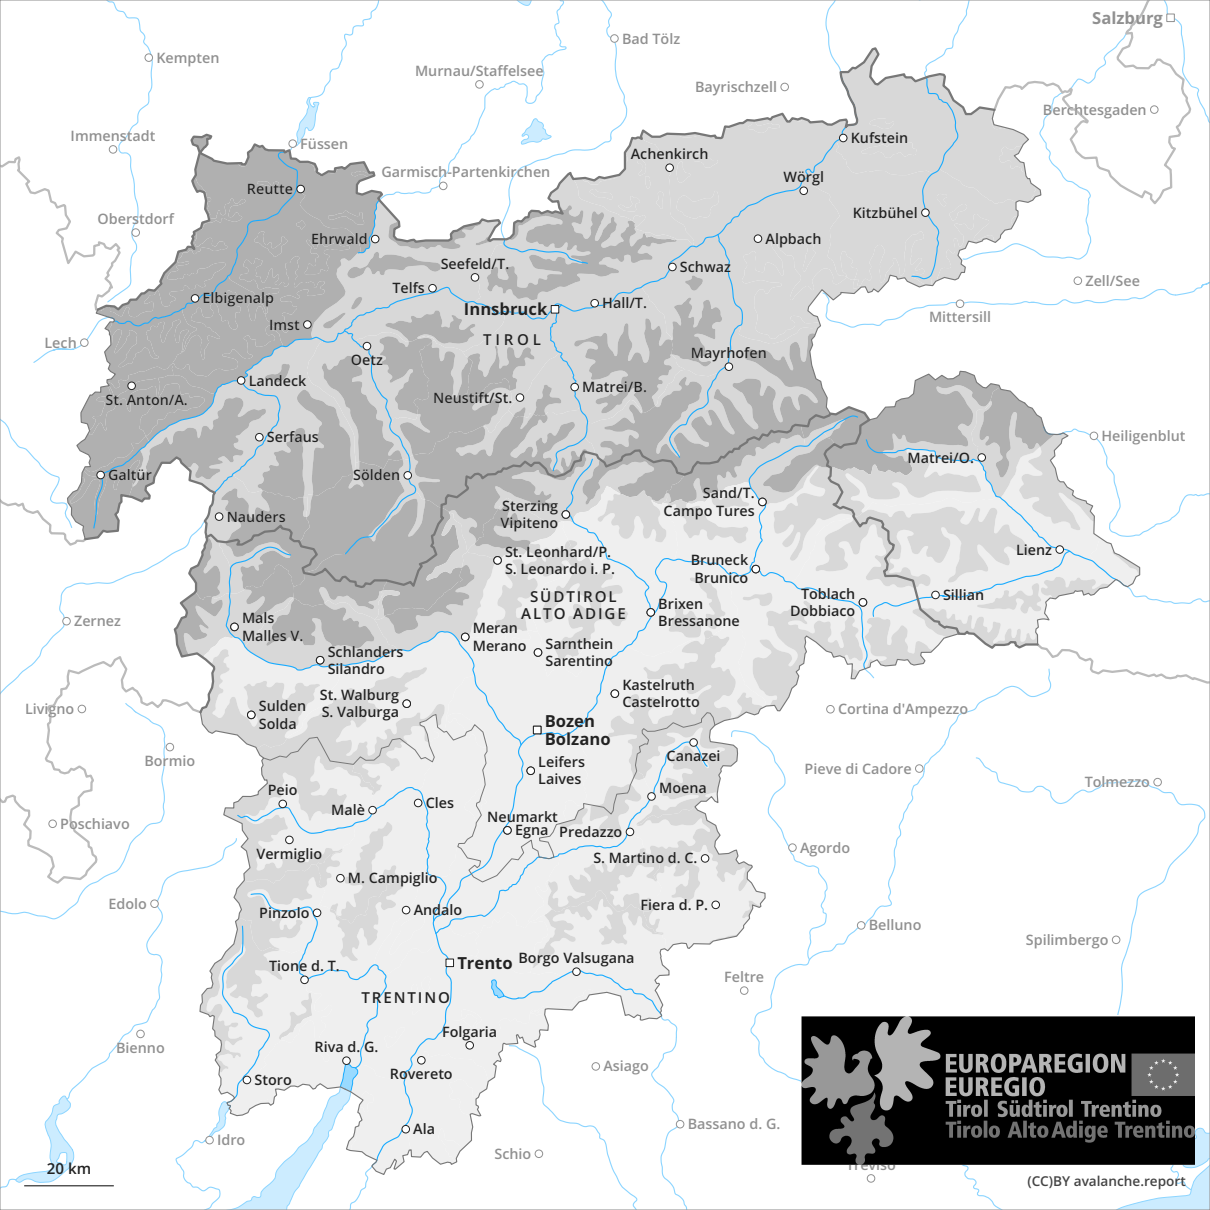 Salzburg
Bad Tölz
Kempten
Murnau/Staffelsee
Bayrischzell
Berchtesgaden
Immenstadt
Füssen
Kufstein
Achenkirch
Garmisch-Partenkirchen
Wörgl
Reutte
Oberstdorf
Kitzbühel
Ehrwald
Alpbach
Seefeld/T.
Schwaz
Zell/See
Telfs
Elbigenalp
Hall/T.
Innsbruck
Mittersill
Imst
TIROL
Lech
Mayrhofen
Oetz
Landeck
Matrei/B.
St. Anton/A.
Neustift/St.
Serfaus
Heiligenblut
Matrei/O.
Galtür
Sölden
Sand/T.
Campo Tures
Sterzing
Vipiteno
Nauders
Lienz
St. Leonhard/P.
S. Leonardo i. P.
Bruneck
Brunico
SÜDTIROL
ALTO ADIGE
Toblach
Dobbiaco
Sillian
Brixen
Bressanone
Zernez
Mals
Malles V.
Meran
Merano
Sarnthein
Sarentino
Schlanders
Silandro
Kastelruth
Castelrotto
St. Walburg
S. Valburga
Livigno
Sulden
Solda
Cortina d'Ampezzo
Bozen
Bolzano
Bormio
Canazei
Leifers
Laives
Pieve di Cadore
Tolmezzo
Peio
Moena
Malè
Cles
Neumarkt
Egna
Poschiavo
Predazzo
Vermiglio
Agordo
S. Martino d. C.
M. Campiglio
Edolo
Pinzolo
Andalo
Fiera d. P.
Belluno
Spilimbergo
Trento
Borgo Valsugana
Tione d. T.
Feltre
TRENTINO
Folgaria
Bienno
Riva d. G.
Rovereto
Asiago
Storo
EUROPAREGION
EUREGIO
Tirol Südtirol Trentino
Tirolo Alto Adige Trentino
Bassano d. G.
Ala
Idro
Schio
Treviso
20 km
(CC)BY avalanche.report